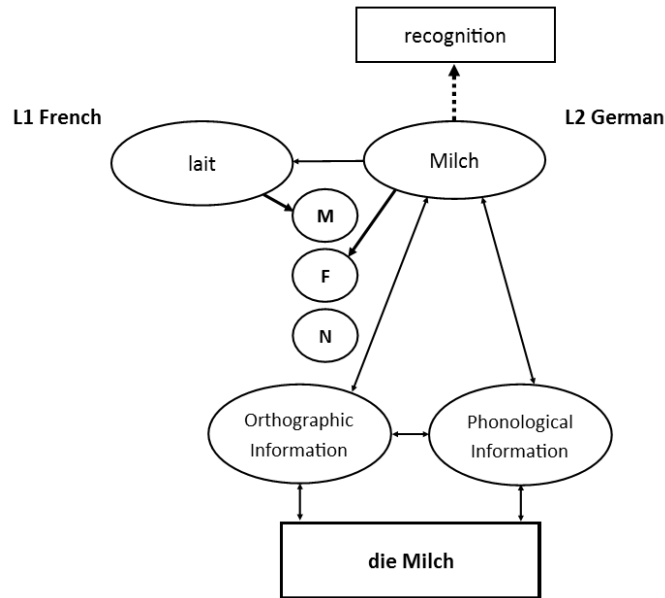 recognition
L1 French
L2 German
lait
Milch
M
F
N
Orthographic
Information
Phonological
Information
die Milch